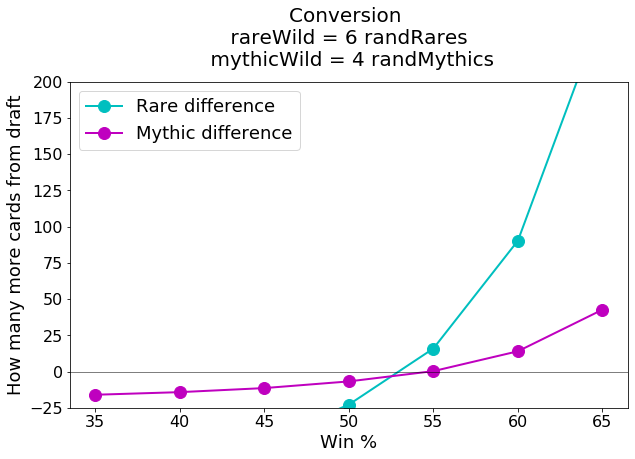 Conversion
rareWild = 6 randRares
mythicWild = 4 randMythics
Rare difference
Mythic difference
How many more cards from draft
200
175
150
125
100
75
50
25
0
−25
35 40 45 50 55 60 65
Win %